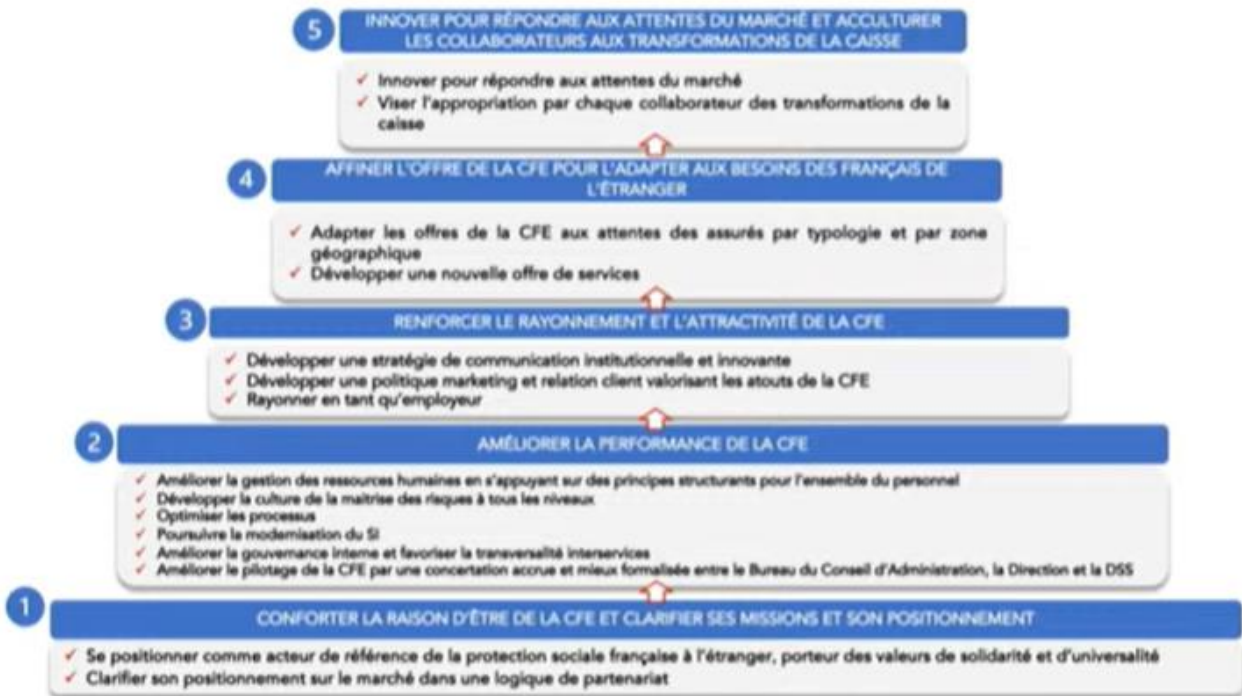 5
INNOVER POUR RÉPONDRE AUX ATTENTES DU MARCHÉ ET ACCULTURER
LES COLLABORATEURS AUX TRANSFORMATIONS DE LA CAISSE
✓ Innover pour répondre aux attentes du marché
✓ Viser l'appropriation par chaque collaborateur des transformations de la
caisse
4
AFFINER L'OFFRE DE LA CFE POUR L'ADAPTER AUX BESOINS DES FRANÇAIS DE
L'ÉTRANGER
✓ Adapter les offres de la CFE aux attentes des assurés par typologie et par zone
géographique
✓ Développer une nouvelle offre de services
3
RENFORCER LE RAYONNEMENT ET L'ATTRACTIVITÉ DE LA CFE
✓ Développer une stratégie de communication institutionnelle et innovante
✓ Développer une politique marketing et relation client valorisant les atouts de la CFE
✓ Rayonner en tant qu'employeur
2
AMÉLIORER LA PERFORMANCE DE LA CFE
✓ Améliorer la gestion des ressources humaines en s'appuyant sur des principes structurants pour l'ensemble du personnel
✓ Développer la culture de la maitrise des risques à tous les niveaux
✓ Optimiser les processus
✓ Poursuivre la modernisation du SI
✓ Améliorer la gouvernance interne et favoriser la transversalité interservices
✓ Améliorer le pilotage de la CFE par une concertation accrue et mieux formalisée entre le Bureau du Conseil d'Administration, la Direction et la DSS
1
CONFORTER LA RAISON D'ÊTRE DE LA CFE ET CLARIFIER SES MISSIONS ET SON POSITIONNEMENT
✓ Se positionner comme acteur de référence de la protection sociale française à l'étranger, porteur des valeurs de solidarité et d'universalité
✓ Clarifier son positionnement sur le marché dans une logique de partenariat